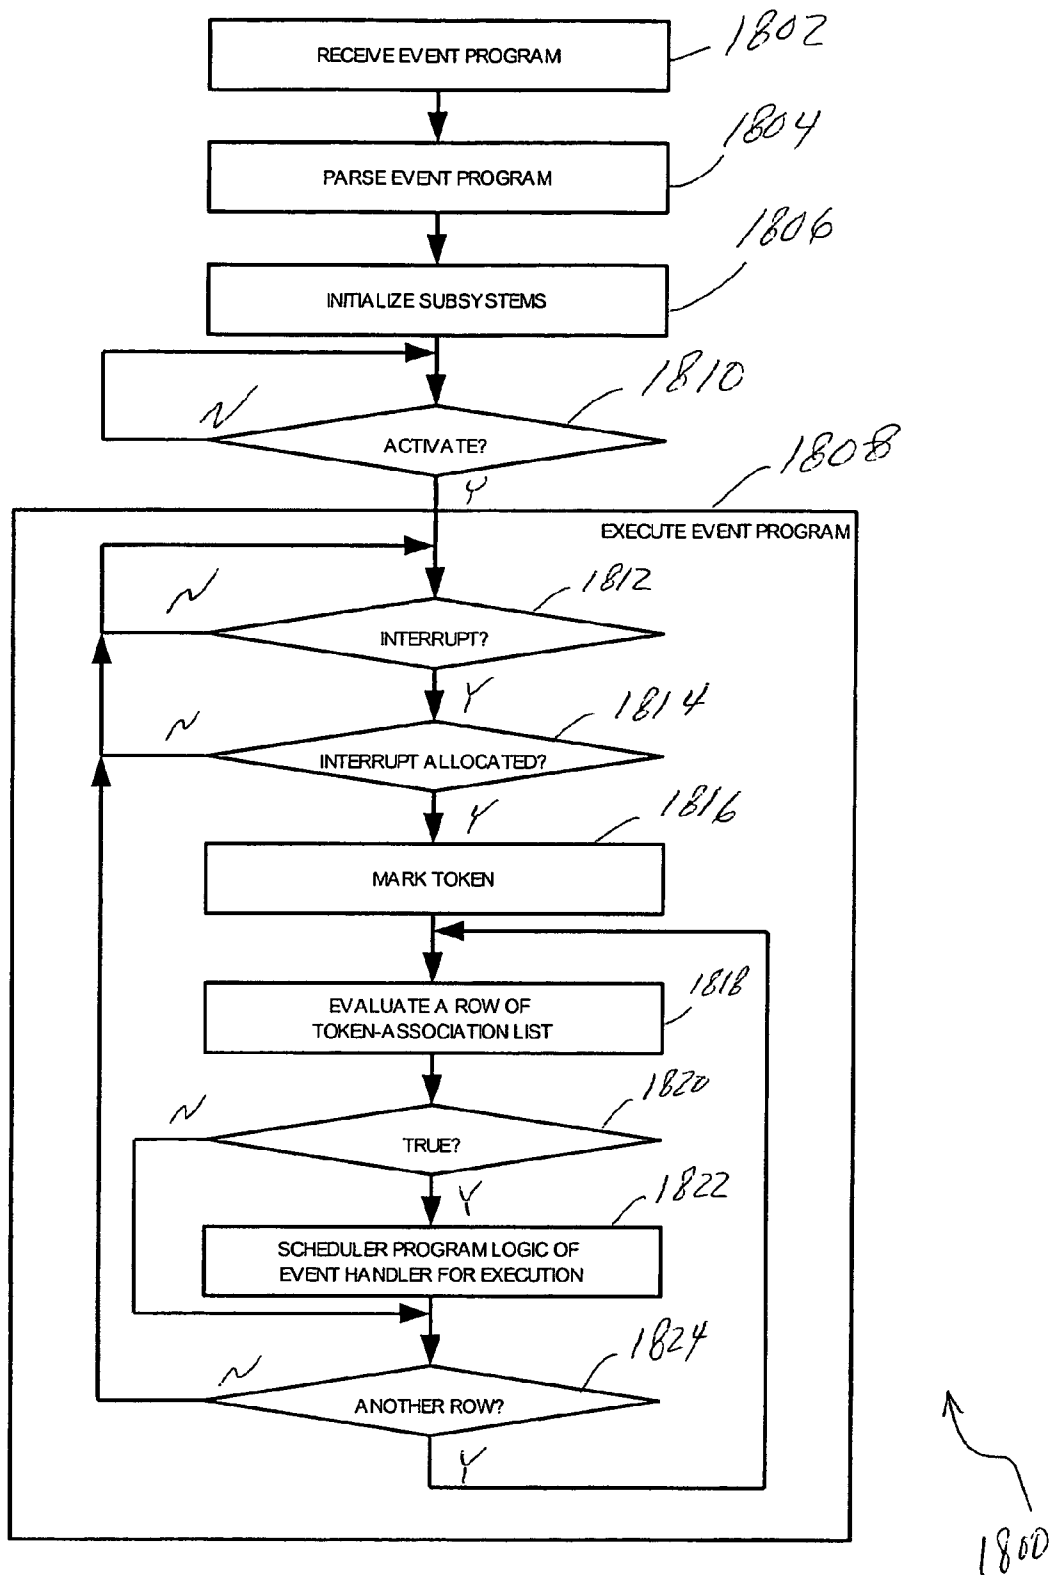 RECEIVE EVENT PROGRAM
1802
PARSE EVENT PROGRAM
1804
INITIALIZE SUBSYSTEMS
1806
ACTIVATE?
1810
N
Y
1808
EXECUTE EVENT PROGRAM
INTERRUPT?
1812
N
Y
INTERRUPT ALLOCATED?
1814
N
Y
MARK TOKEN
1816
EVALUATE A ROW OF
TOKEN-ASSOCIATION LIST
1818
TRUE?
1820
N
Y
SCHEDULER PROGRAM LOGIC OF
EVENT HANDLER FOR EXECUTION
1822
ANOTHER ROW?
1824
N
Y
1800